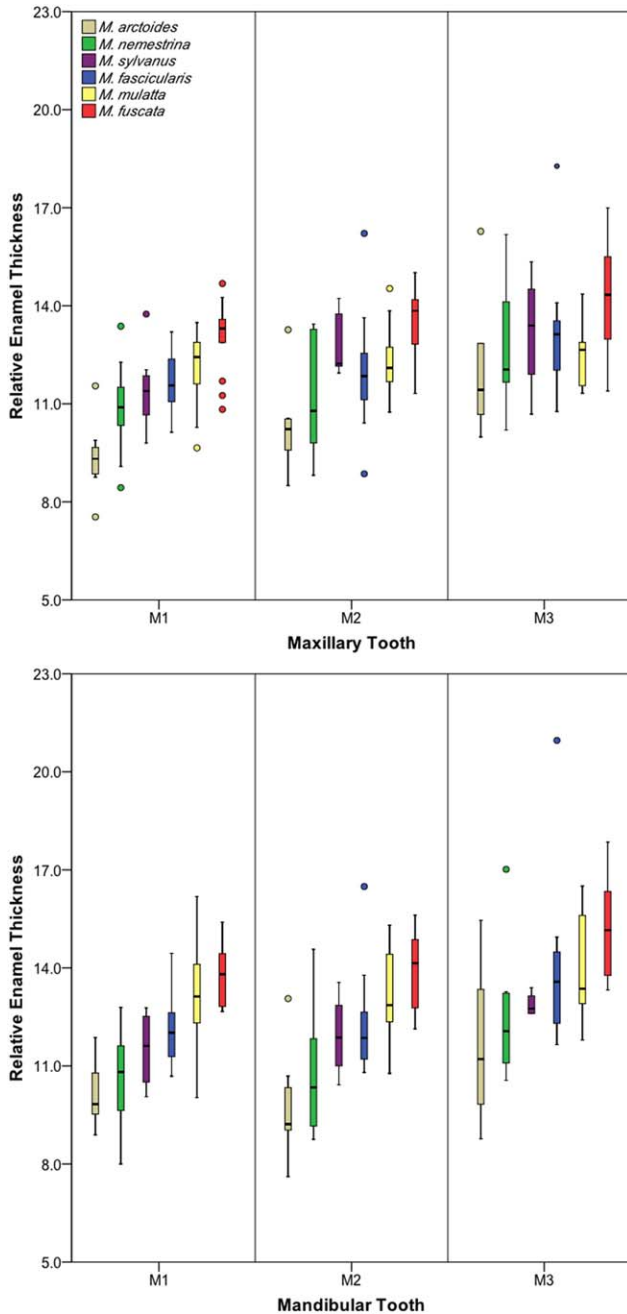 23.0
M. arctoides
M. nemestrina
M. sylvanus
M. fascicularis
M. mulatta
M. fuscata
20.0
17.0
14.0
11.0
8.0
5.0
Relative Enamel Thickness
M1 M2 M3
Maxillary Tooth
23.0
20.0
17.0
14.0
11.0
8.0
5.0
Relative Enamel Thickness
M1 M2 M3
Mandibular Tooth